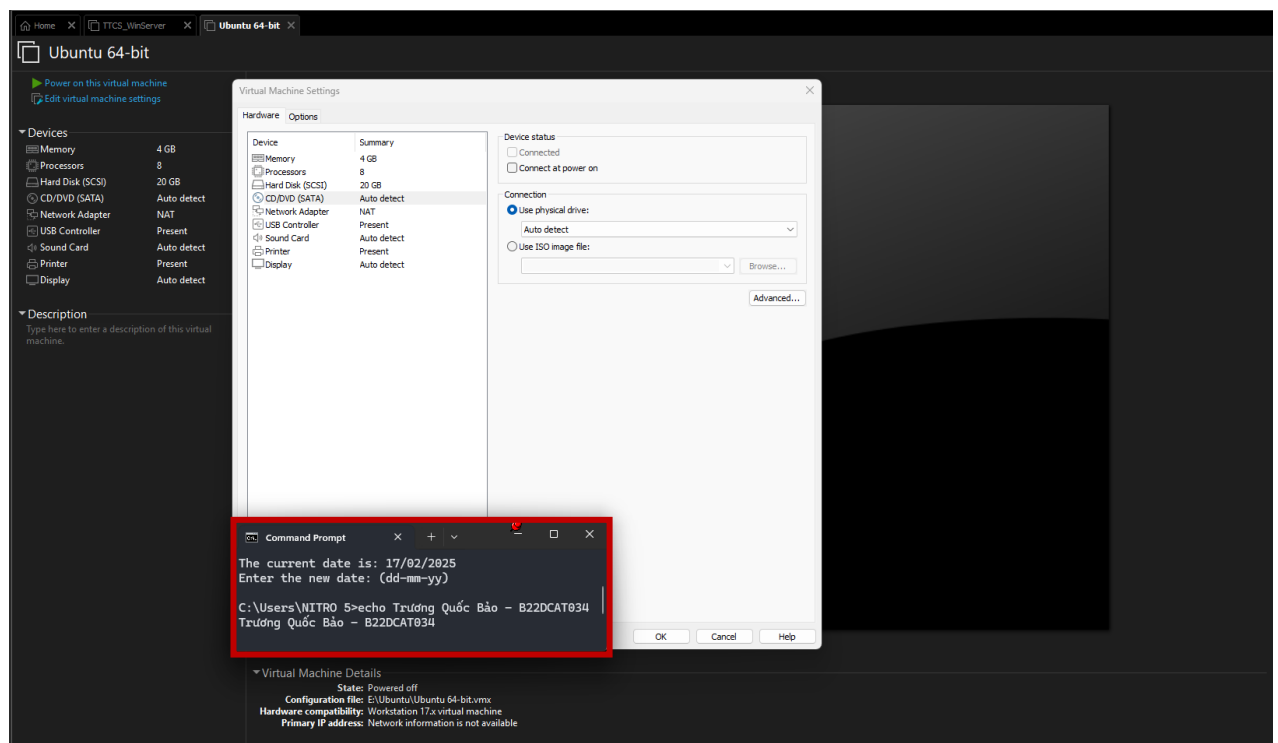 Home TTCS_WinServer Ubuntu 64-bit
Ubuntu 64-bit
Power on this virtual machine
Edit virtual machine settings
Devices
Memory 4 GB
Processors 8
Hard Disk (SCSI) 20 GB
CD/DVD (SATA) Auto detect
Network Adapter NAT
USB Controller Present
Sound Card Auto detect
Printer Present
Display Auto detect
Description
Type here to enter a description of this virtual
machine.
Virtual Machine Settings
Hardware Options
Device Summary
Memory 4 GB
Processors 8
Hard Disk (SCSI) 20 GB
CD/DVD (SATA) Auto detect
Network Adapter NAT
USB Controller Present
Sound Card Auto detect
Printer Present
Display Auto detect
Device status
Connected
Connect at power on
Connection
Use physical drive:
Auto detect
Use ISO image file:
Browse...
Advanced...
OK Cancel Help
Command Prompt
The current date is: 17/02/2025
Enter the new date: (dd-mm-yy)
C:\Users\NITRO 5>echo Trương Quốc Bảo – B22DCAT034
Trương Quốc Bảo – B22DCAT034
Virtual Machine Details
State: Powered off
Configuration file: E:\Ubuntu\Ubuntu 64-bit.vmx
Hardware compatibility: Workstation 17.x virtual machine
Primary IP address: Network information is not available